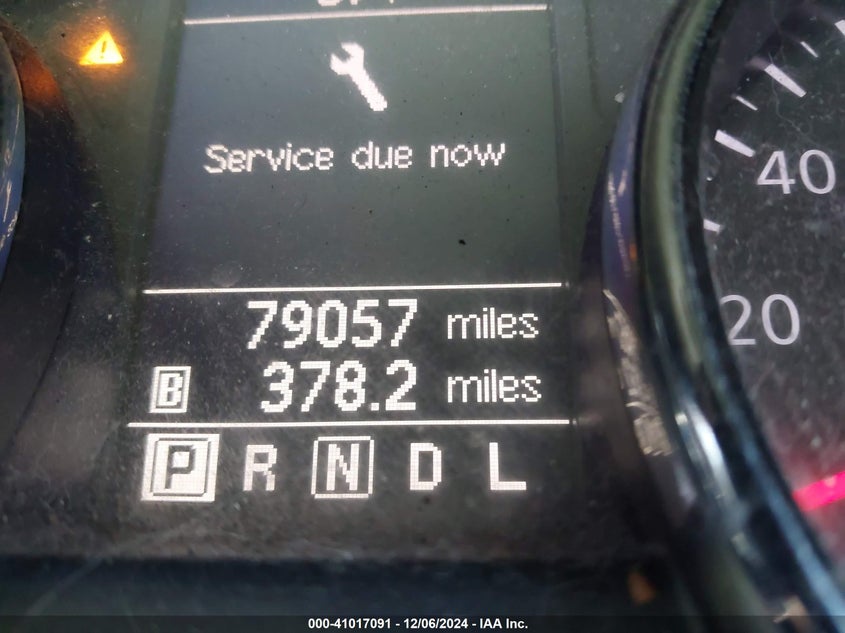 Service due now
40
20
79057 miles
B 378.2 miles
P R N D L
000-41017091 - 12/06/2024 - IAA Inc.